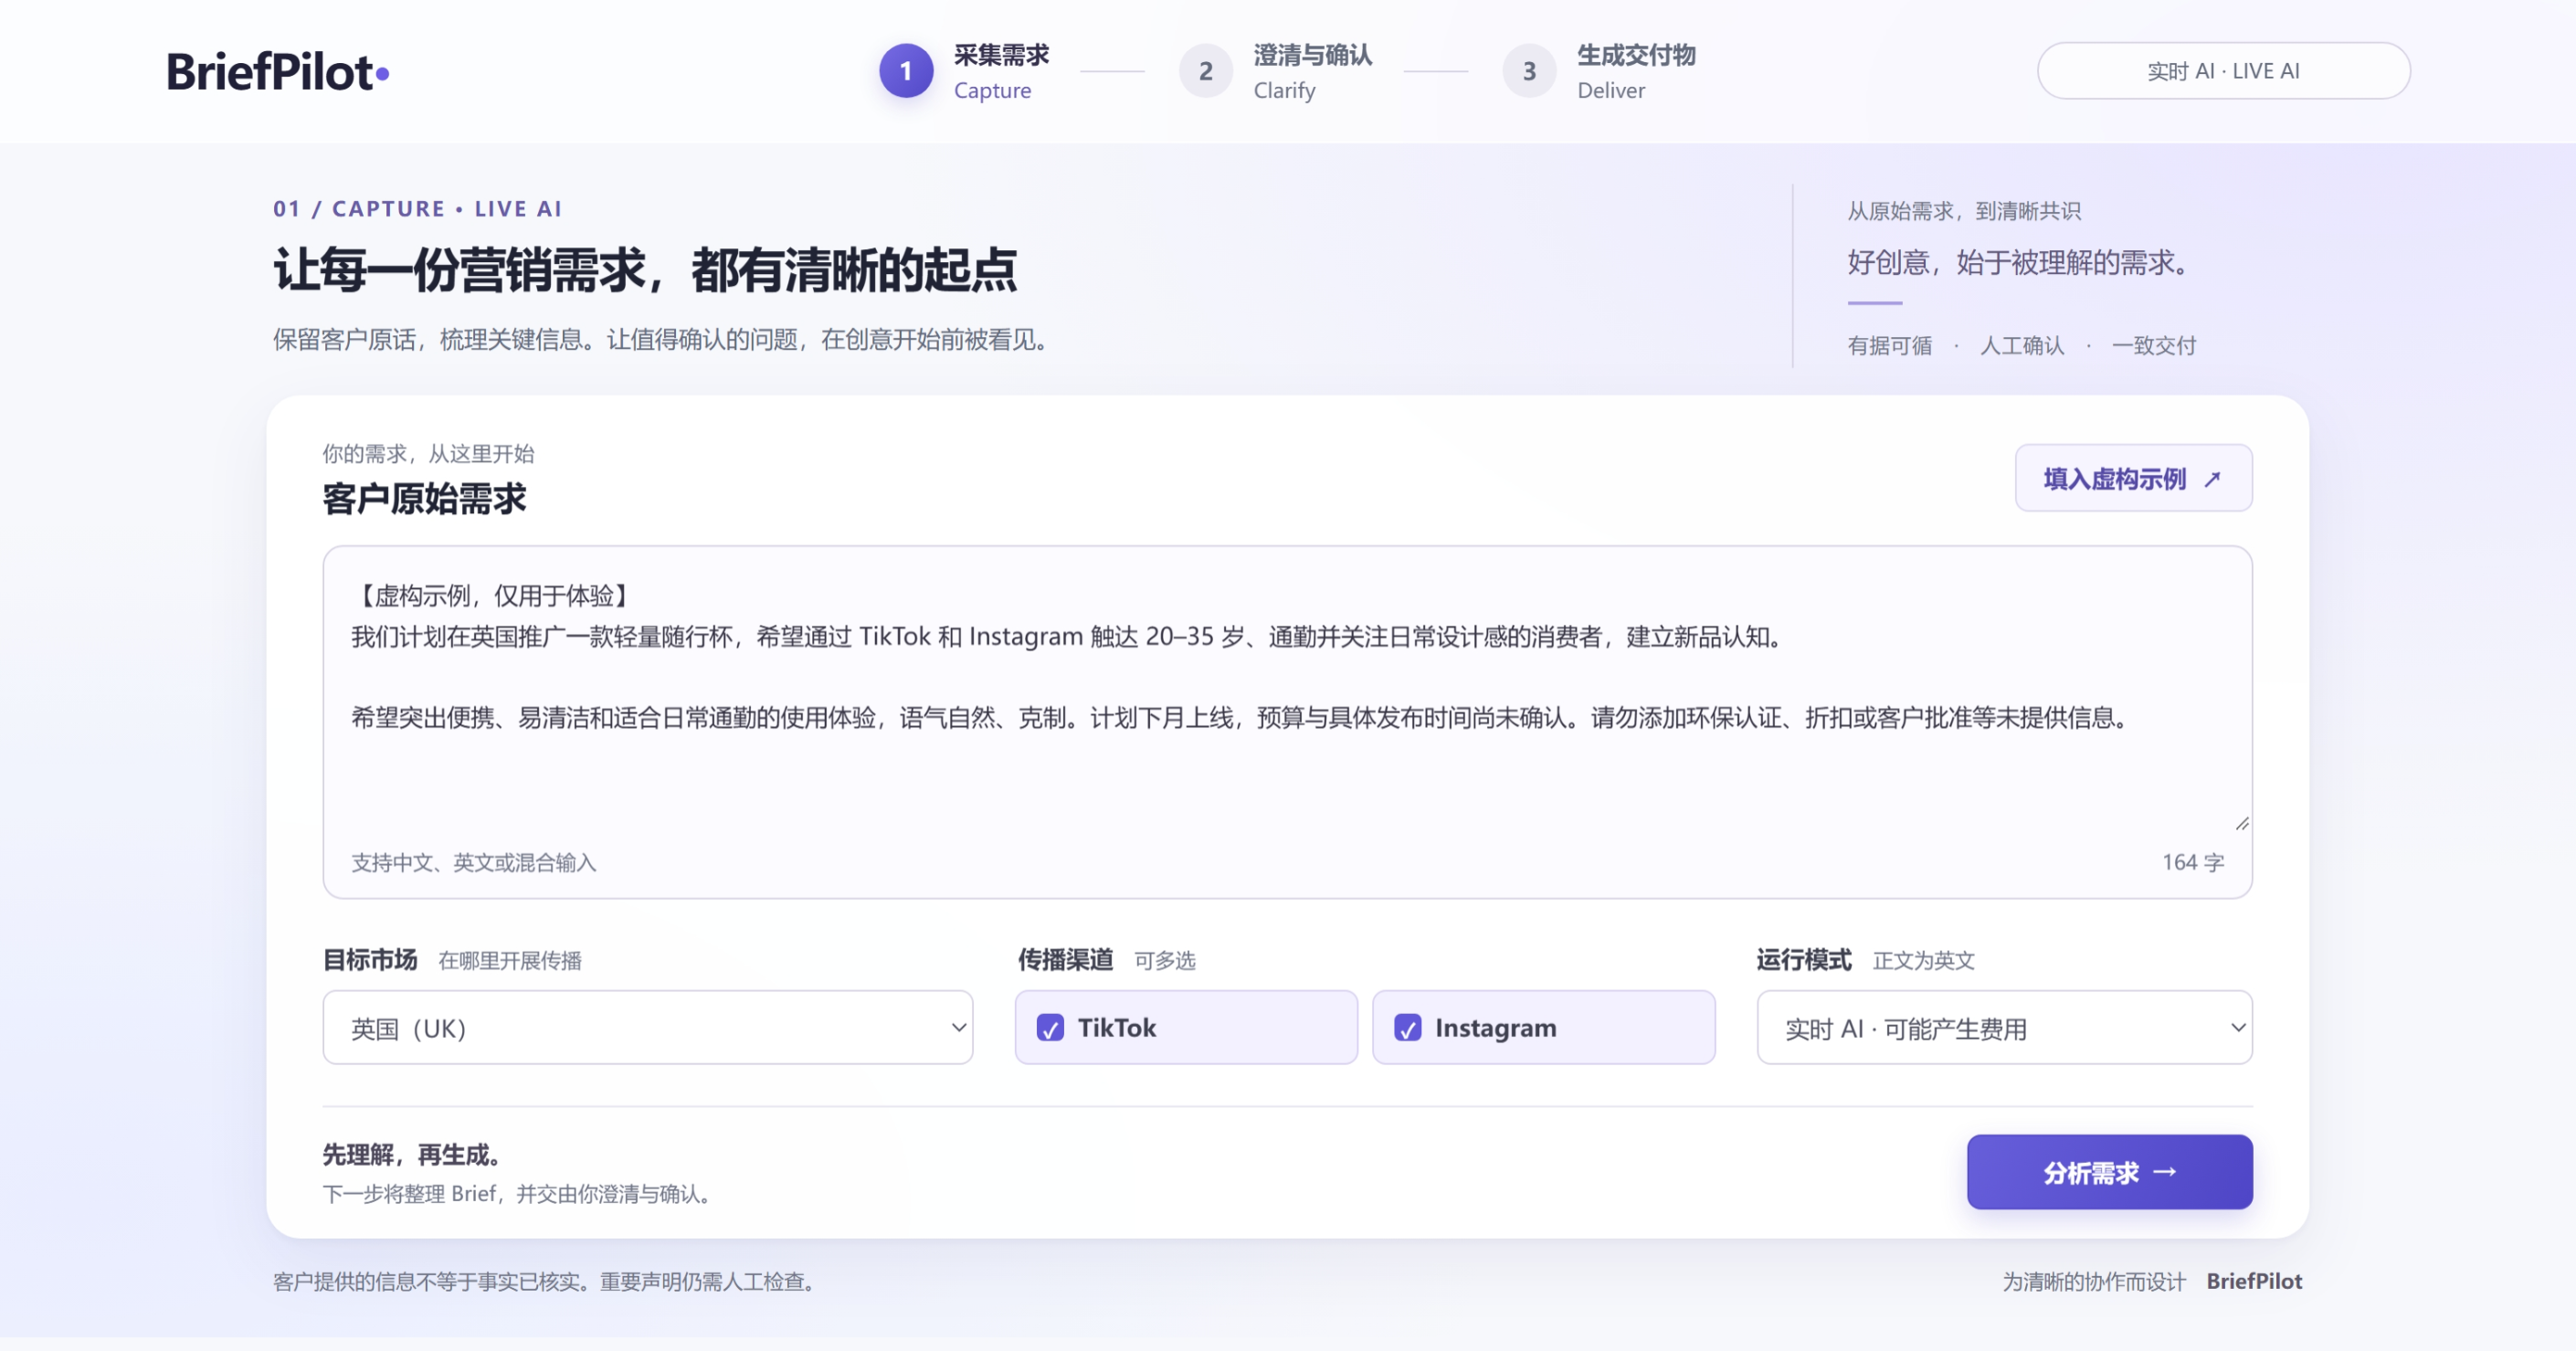 BriefPilot
1 采集需求
Capture
2 澄清与确认
Clarify
3 生成交付物
Deliver
实时 AI · LIVE AI
01 / CAPTURE • LIVE AI
让每一份营销需求，都有清晰的起点
保留客户原话，梳理关键信息。让值得确认的问题，在创意开始前被看见。
从原始需求，到清晰共识
好创意，始于被理解的需求。
有据可循 · 人工确认 · 一致交付
你的需求，从这里开始
客户原始需求
填入虚构示例 ↗
【虚构示例，仅用于体验】
我们计划在英国推广一款轻量随行杯，希望通过 TikTok 和 Instagram 触达 20–35 岁、通勤并关注日常设计感的消费者，建立新品认知。
希望突出便携、易清洁和适合日常通勤的使用体验，语气自然、克制。计划下月上线，预算与具体发布时间尚未确认。请勿添加环保认证、折扣或客户批准等未提供信息。
支持中文、英文或混合输入
164 字
目标市场 在哪里开展传播
英国（UK）
传播渠道 可多选
TikTok
Instagram
运行模式 正文为英文
实时 AI · 可能产生费用
先理解，再生成。
下一步将整理 Brief，并交由你澄清与确认。
分析需求 →
客户提供的信息不等于事实已核实。重要声明仍需人工检查。
为清晰的协作而设计 BriefPilot